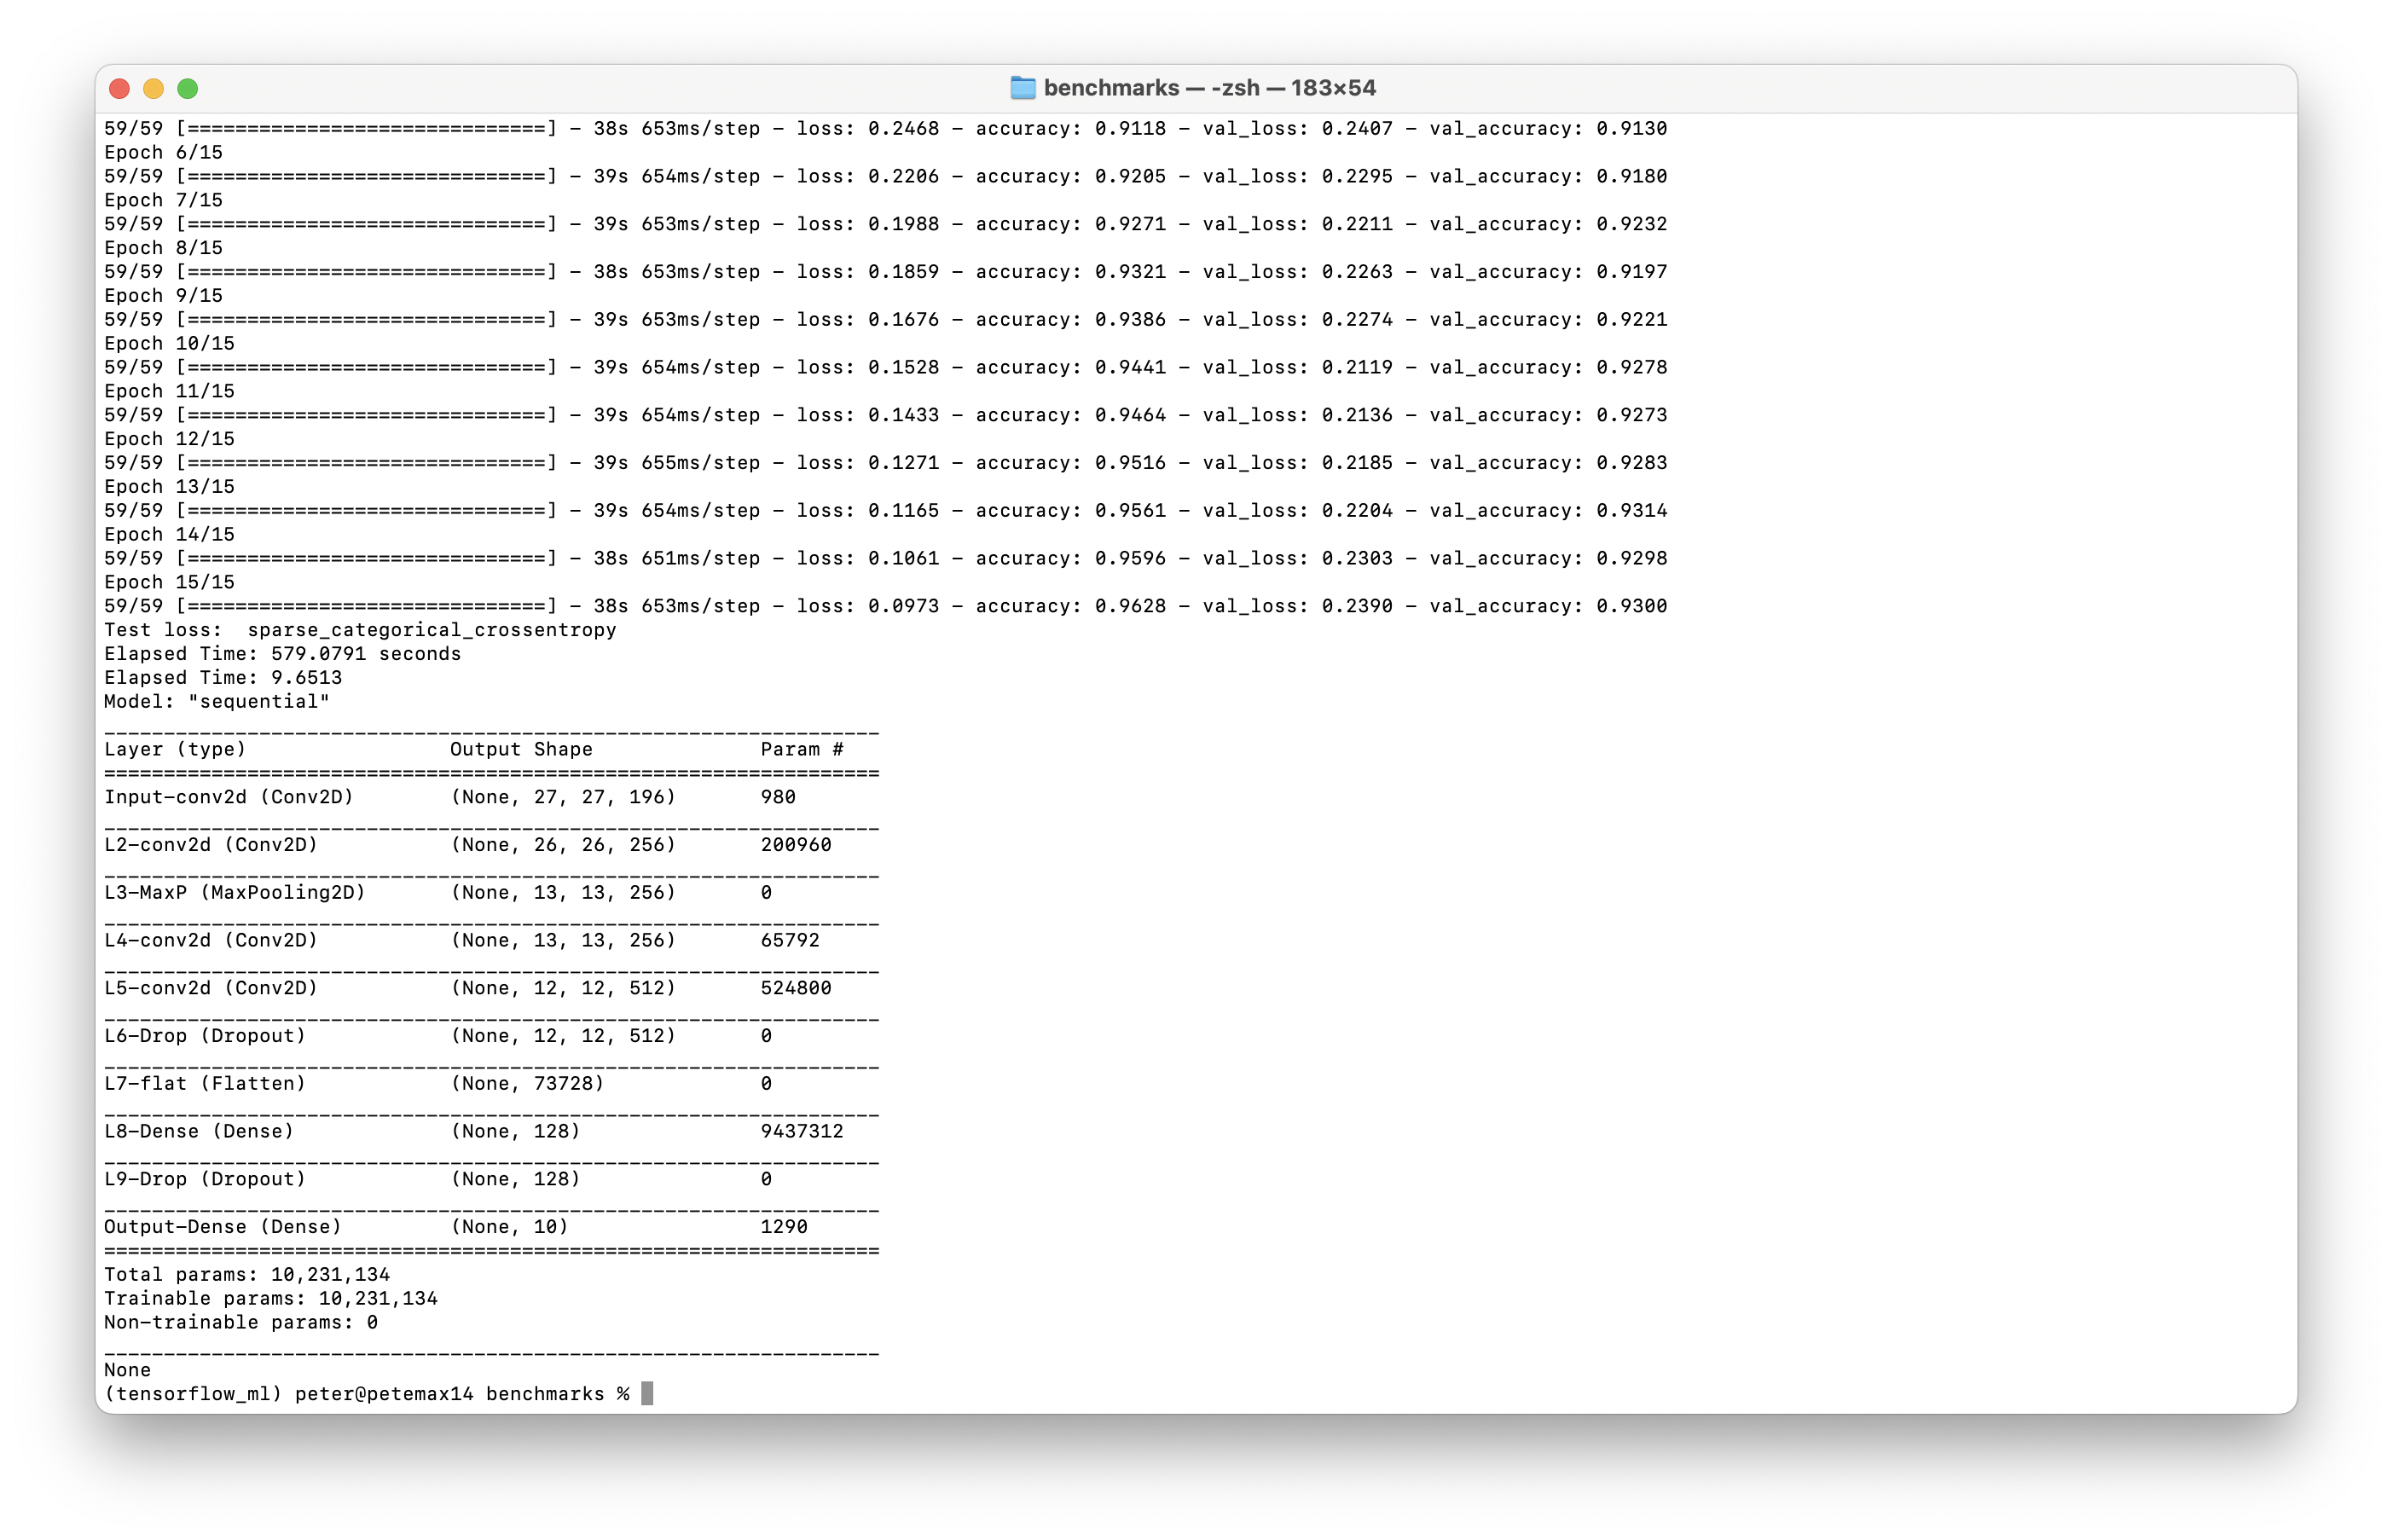 benchmarks — -zsh — 183×54
59/59 [==============================] - 38s 653ms/step - loss: 0.2468 - accuracy: 0.9118 - val_loss: 0.2407 - val_accuracy: 0.9130
Epoch 6/15
59/59 [==============================] - 39s 654ms/step - loss: 0.2206 - accuracy: 0.9205 - val_loss: 0.2295 - val_accuracy: 0.9180
Epoch 7/15
59/59 [==============================] - 39s 653ms/step - loss: 0.1988 - accuracy: 0.9271 - val_loss: 0.2211 - val_accuracy: 0.9232
Epoch 8/15
59/59 [==============================] - 38s 653ms/step - loss: 0.1859 - accuracy: 0.9321 - val_loss: 0.2263 - val_accuracy: 0.9197
Epoch 9/15
59/59 [==============================] - 39s 653ms/step - loss: 0.1676 - accuracy: 0.9386 - val_loss: 0.2274 - val_accuracy: 0.9221
Epoch 10/15
59/59 [==============================] - 39s 654ms/step - loss: 0.1528 - accuracy: 0.9441 - val_loss: 0.2119 - val_accuracy: 0.9278
Epoch 11/15
59/59 [==============================] - 39s 654ms/step - loss: 0.1433 - accuracy: 0.9464 - val_loss: 0.2136 - val_accuracy: 0.9273
Epoch 12/15
59/59 [==============================] - 39s 655ms/step - loss: 0.1271 - accuracy: 0.9516 - val_loss: 0.2185 - val_accuracy: 0.9283
Epoch 13/15
59/59 [==============================] - 39s 654ms/step - loss: 0.1165 - accuracy: 0.9561 - val_loss: 0.2204 - val_accuracy: 0.9314
Epoch 14/15
59/59 [==============================] - 38s 651ms/step - loss: 0.1061 - accuracy: 0.9596 - val_loss: 0.2303 - val_accuracy: 0.9298
Epoch 15/15
59/59 [==============================] - 38s 653ms/step - loss: 0.0973 - accuracy: 0.9628 - val_loss: 0.2390 - val_accuracy: 0.9300
Test loss:  sparse_categorical_crossentropy
Elapsed Time: 579.0791 seconds
Elapsed Time: 9.6513
Model: "sequential"
_________________________________________________________________
Layer (type)                 Output Shape              Param #
=================================================================
Input-conv2d (Conv2D)        (None, 27, 27, 196)       980
_________________________________________________________________
L2-conv2d (Conv2D)           (None, 26, 26, 256)       200960
_________________________________________________________________
L3-MaxP (MaxPooling2D)       (None, 13, 13, 256)       0
_________________________________________________________________
L4-conv2d (Conv2D)           (None, 13, 13, 256)       65792
_________________________________________________________________
L5-conv2d (Conv2D)           (None, 12, 12, 512)       524800
_________________________________________________________________
L6-Drop (Dropout)            (None, 12, 12, 512)       0
_________________________________________________________________
L7-flat (Flatten)            (None, 73728)             0
_________________________________________________________________
L8-Dense (Dense)             (None, 128)               9437312
_________________________________________________________________
L9-Drop (Dropout)            (None, 128)               0
_________________________________________________________________
Output-Dense (Dense)         (None, 10)                1290
=================================================================
Total params: 10,231,134
Trainable params: 10,231,134
Non-trainable params: 0
_________________________________________________________________
None
(tensorflow_ml) peter@petemax14 benchmarks %